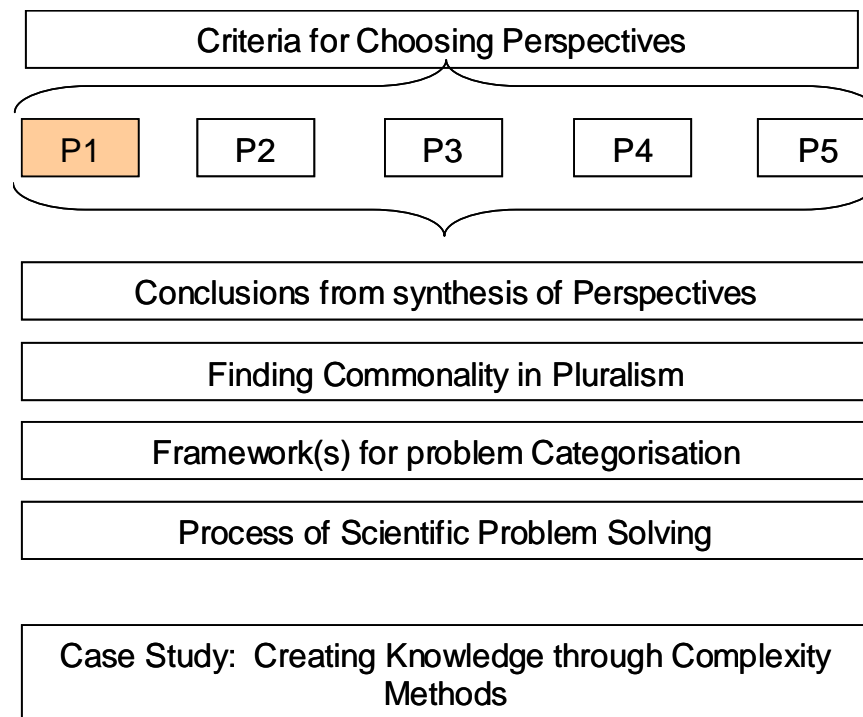 Criteria for Choosing Perspectives
P1 P2 P3 P4 P5
Conclusions from synthesis of Perspectives
Finding Commonality in Pluralism
Framework(s) for problem Categorisation
Process of Scientific Problem Solving
Case Study: Creating Knowledge through Complexity
Methods